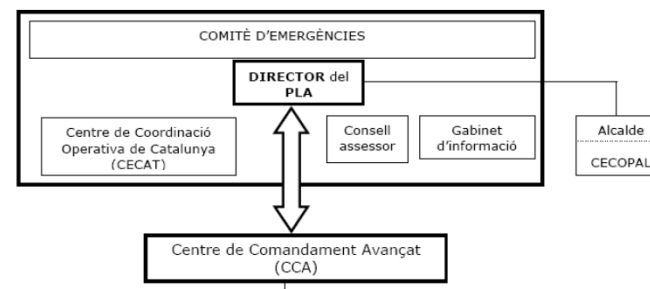 COMITÈ D'EMERGÈNCIES
DIRECTOR del
PLA
Centre de Coordinació
Operativa de Catalunya
(CECAT)
Consell
assessor
Gabinet
d'informació
Alcalde
CECOPAL
Centre de Comandament Avançat
(CCA)